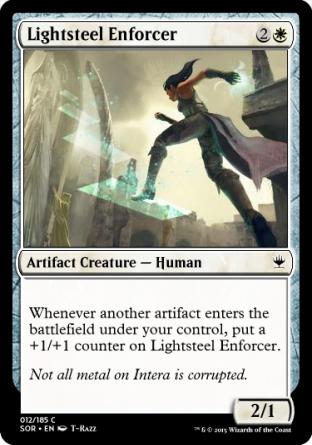 Lightsteel Enforcer 2
Artifact Creature — Human
Whenever another artifact enters the
battlefield under your control, put a
+1/+1 counter on Lightsteel Enforcer.
Not all metal on Intera is corrupted.
2/1
012/185 C
SOR • EN T-Razz
™ & © 2015 Wizards of the Coast